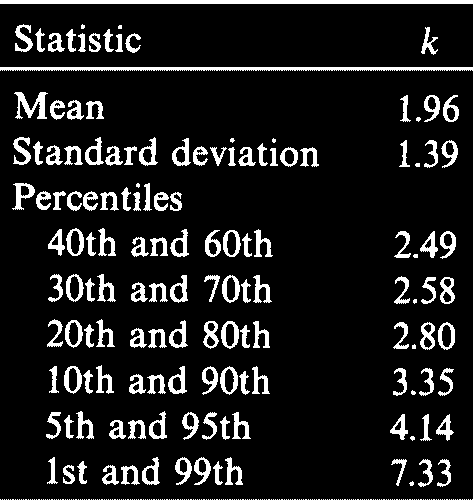 Statistic k
Mean 1.96
Standard deviation 1.39
Percentiles
40th and 60th 2.49
30th and 70th 2.58
20th and 80th 2.80
10th and 90th 3.35
5th and 95th 4.14
1st and 99th 7.33